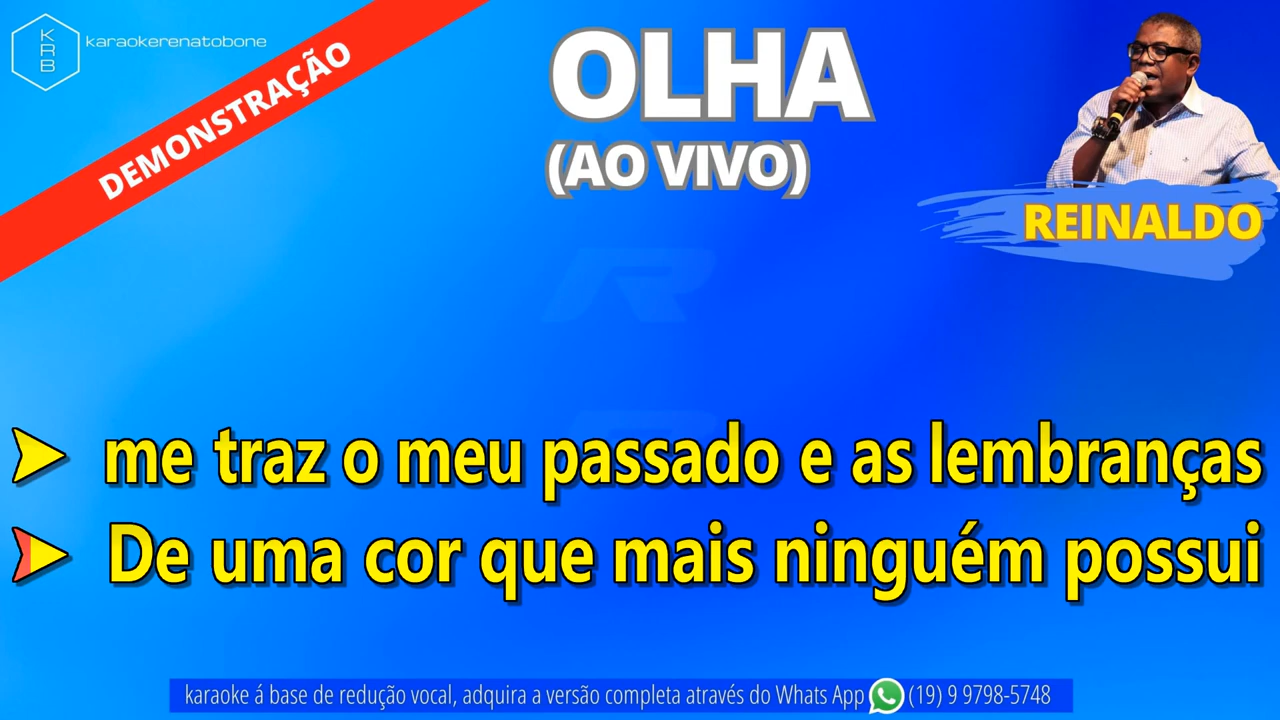 KRB
karaokerenatobone
DEMONSTRAÇÃO
OLHA
(AO VIVO)
REINALDO
me traz o meu passado e as lembranças
De uma cor que mais ninguém possui
karaoke á base de redução vocal, adquira a versão completa através do Whats App (19) 9 9798-5748